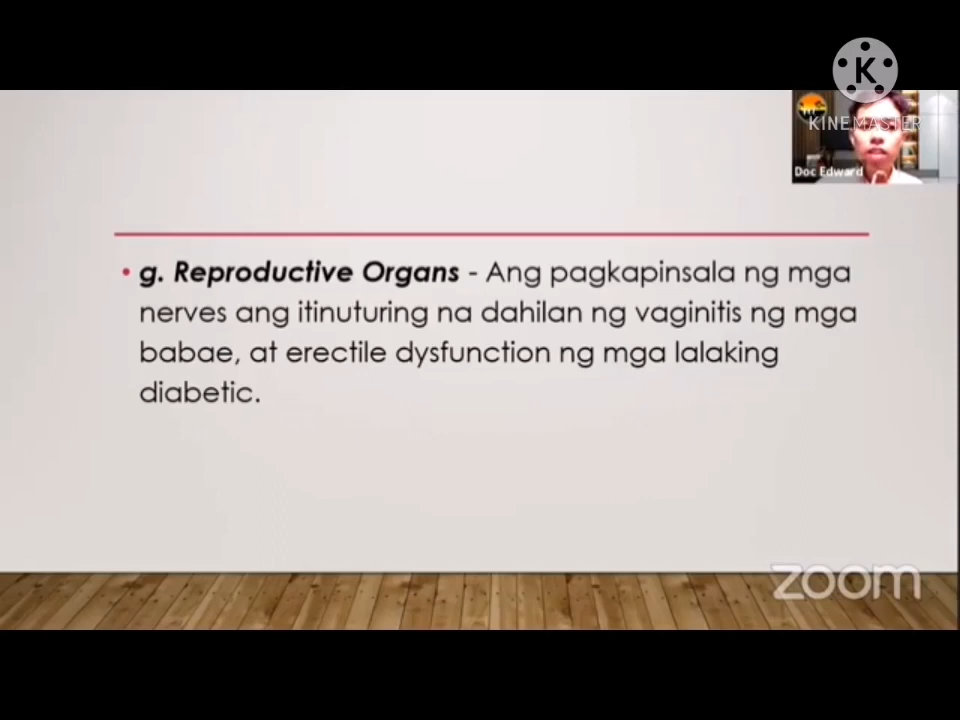 K
KINEMASTER
Doc Edward
• g. Reproductive Organs - Ang pagkapinsala ng mga
nerves ang itinuturing na dahilan ng vaginitis ng mga
babae, at erectile dysfunction ng mga lalaking
diabetic.
zoom